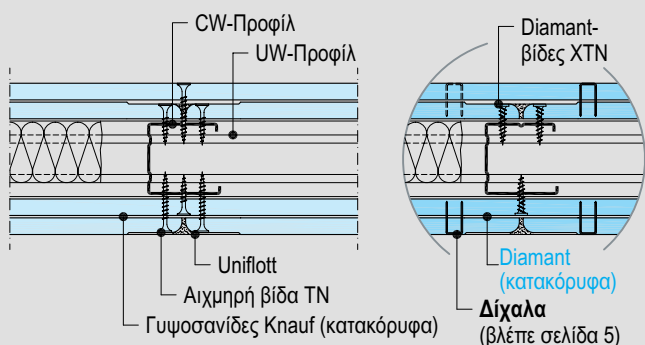 CW-Προφίλ
UW-Προφίλ
Uniflott
Αιχμηρή βίδα TN
Γυψοσανίδες Knauf (κατακόρυφα)
Diamant-
βίδες XTN
Diamant
(κατακόρυφα)
Δίχαλα
(βλέπε σελίδα 5)